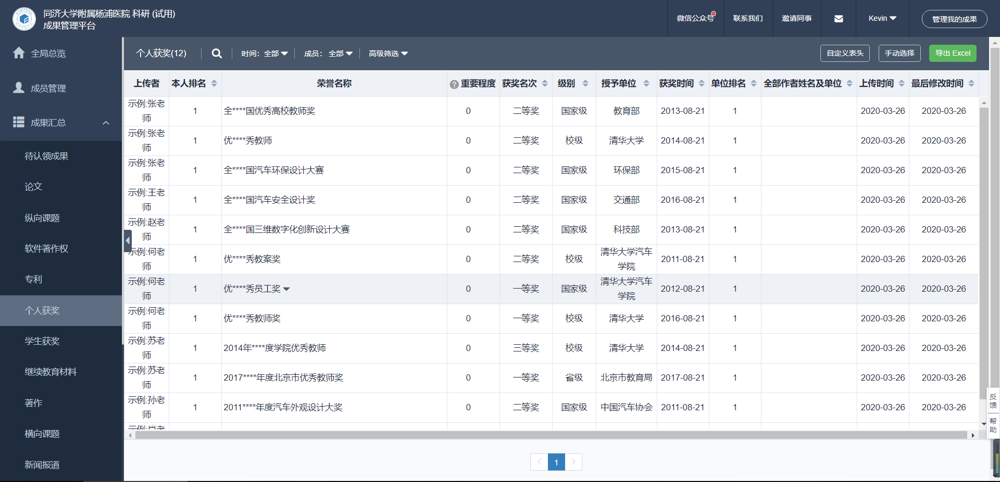 同济大学附属杨浦医院 科研 (试用)
成果管理平台
微信公众号
联系我们
邀请同事
Kevin
管理我的成果
全局总览
成员管理
成果汇总
待认领成果
论文
纵向课题
软件著作权
专利
个人获奖
学生获奖
继续教育材料
著作
横向课题
新闻报道
个人获奖(12)
时间: 全部
成员: 全部
高级筛选
自定义表头
手动选择
导出 Excel
上传者 本人排名 荣誉名称 ?重要程度 获奖名次 级别 授予单位 获奖时间 单位排名 全部作者姓名及单位 上传时间 最后修改时间
示例:张老师 1 全****国优秀高校教师奖 0 二等奖 国家级 教育部 2013-08-21 1 2020-03-26 2020-03-26
示例:张老师 1 优****秀教师 0 二等奖 校级 清华大学 2014-08-21 1 2020-03-26 2020-03-26
示例:张老师 1 全****国汽车环保设计大赛 0 二等奖 国家级 环保部 2015-08-21 1 2020-03-26 2020-03-26
示例:王老师 1 全****国汽车安全设计奖 0 二等奖 国家级 交通部 2016-08-21 1 2020-03-26 2020-03-26
示例:赵老师 1 全****国三维数字化创新设计大赛 0 二等奖 国家级 科技部 2013-08-21 1 2020-03-26 2020-03-26
示例:何老师 1 优****秀教案奖 0 二等奖 校级 清华大学汽车学院 2011-08-21 1 2020-03-26 2020-03-26
示例:何老师 1 优****秀员工奖 0 一等奖 国家级 清华大学汽车学院 2012-08-21 1 2020-03-26 2020-03-26
示例:何老师 1 优****秀教师奖 0 一等奖 校级 清华大学 2016-08-21 1 2020-03-26 2020-03-26
示例:苏老师 1 2014年****度学院优秀教师 0 三等奖 校级 清华大学 2014-08-21 1 2020-03-26 2020-03-26
示例:苏老师 1 2017****年度北京市优秀教师奖 0 一等奖 省级 北京市教育局 2017-08-21 1 2020-03-26 2020-03-26
示例:孙老师 1 2011****年度汽车外观设计大奖 0 二等奖 国家级 中国汽车协会 2011-08-21 1 2020-03-26 2020-03-26
1
反馈
帮助